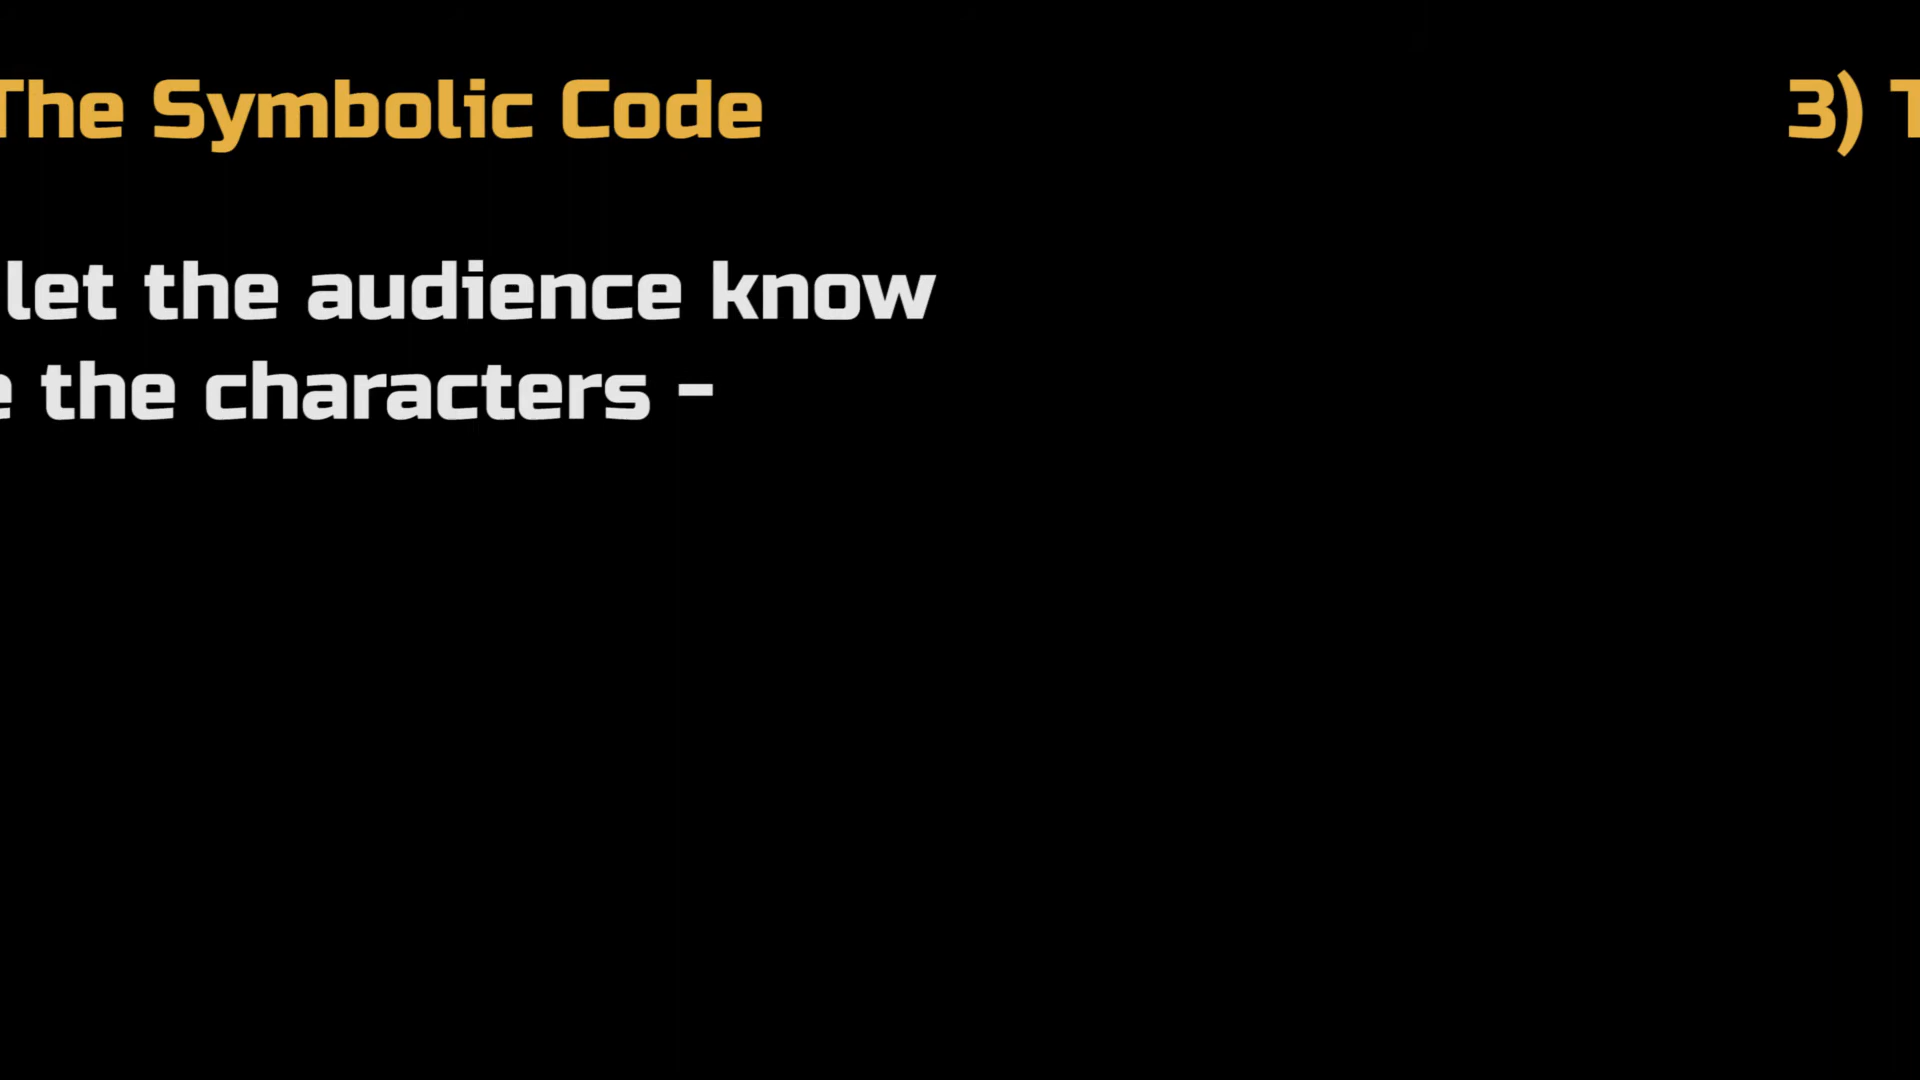 The Symbolic Code
3)
let the audience know
the characters -